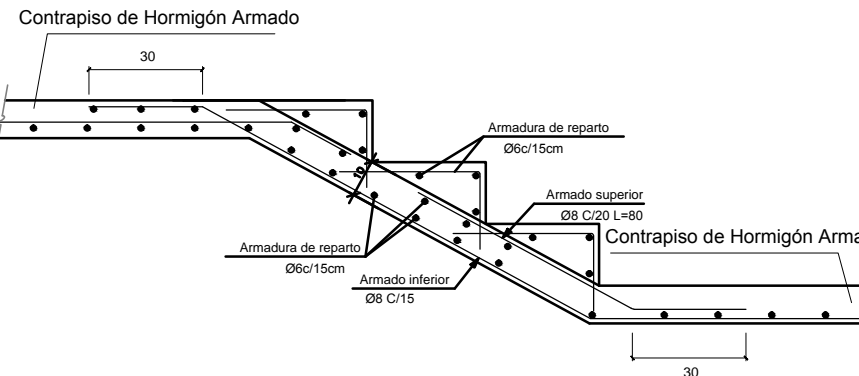 Contrapiso de Hormigón Armado
30
Armadura de reparto
Ø6c/15cm
10
Armado superior
Ø8 C/20 L=80
Contrapiso de Hormigón Arma
Armadura de reparto
Ø6c/15cm
Armado inferior
Ø8 C/15
30